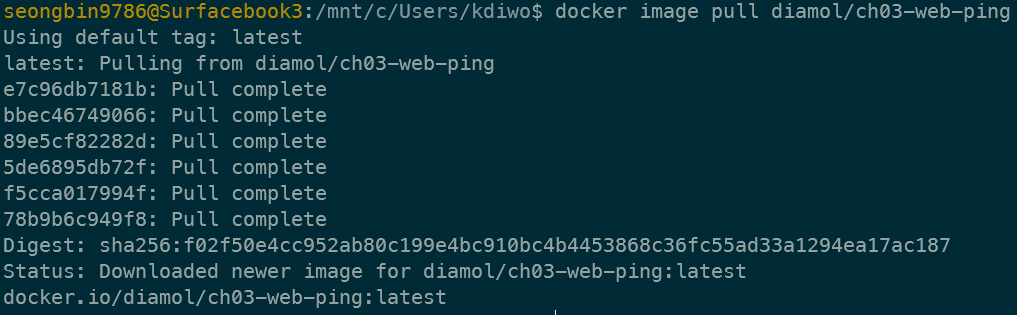 seongbin9786@Surfacebook3:/mnt/c/Users/kdiwo$ docker image pull diamol/ch03-web-ping
Using default tag: latest
latest: Pulling from diamol/ch03-web-ping
e7c96db7181b: Pull complete
bbec46749066: Pull complete
89e5cf82282d: Pull complete
5de6895db72f: Pull complete
f5cca017994f: Pull complete
78b9b6c949f8: Pull complete
Digest: sha256:f02f50e4cc952ab80c199e4bc910bc4b4453868c36fc55ad33a1294ea17ac187
Status: Downloaded newer image for diamol/ch03-web-ping:latest
docker.io/diamol/ch03-web-ping:latest